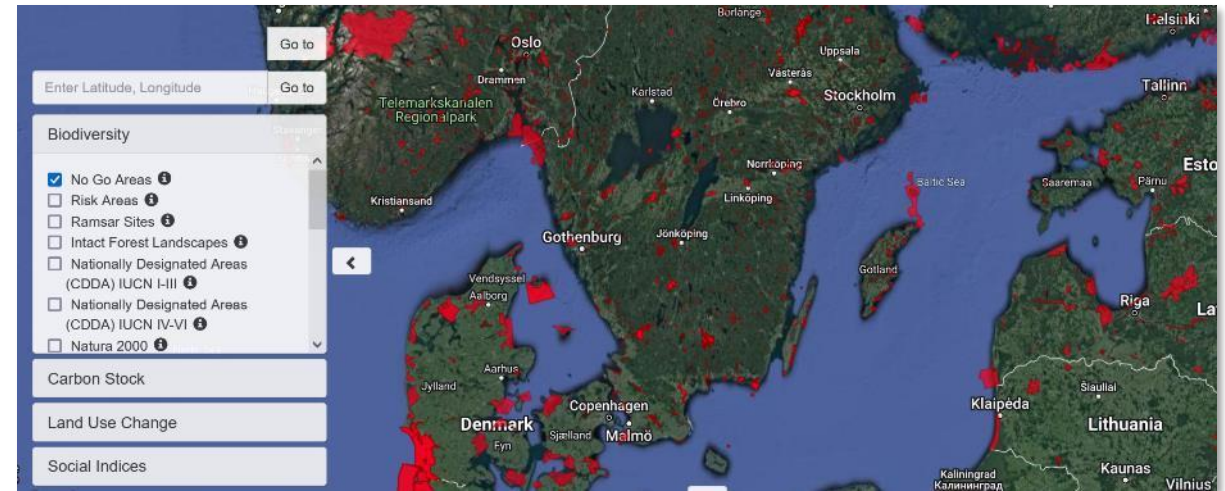 Go to
Enter Latitude, Longitude
Go to
Biodiversity
No Go Areas
Risk Areas
Ramsar Sites
Intact Forest Landscapes
Nationally Designated Areas
(CDDA) IUCN I-III
Nationally Designated Areas
(CDDA) IUCN IV-VI
Natura 2000
Carbon Stock
Land Use Change
Social Indices
Borlänge
Helsinki
Oslo
Uppsala
Drammen
Västerås
Tallinn
Karlstad
Örebro
Stockholm
Telemarkskanalen
Regionalpark
Norrköping
Esto
Baltic Sea
Saaremaa
Pärnu
Kristiansand
Linköping
Gothenburg
Jönköping
Gotland
Vendsyssel
Aalborg
Riga
La
Aarhus
Jylland
Šiauliai
Copenhagen
Klaipėda
Denmark
Sjælland
Malmö
Lithuania
Fyn
Kaunas
Kaliningrad
Калининград
Vilnius